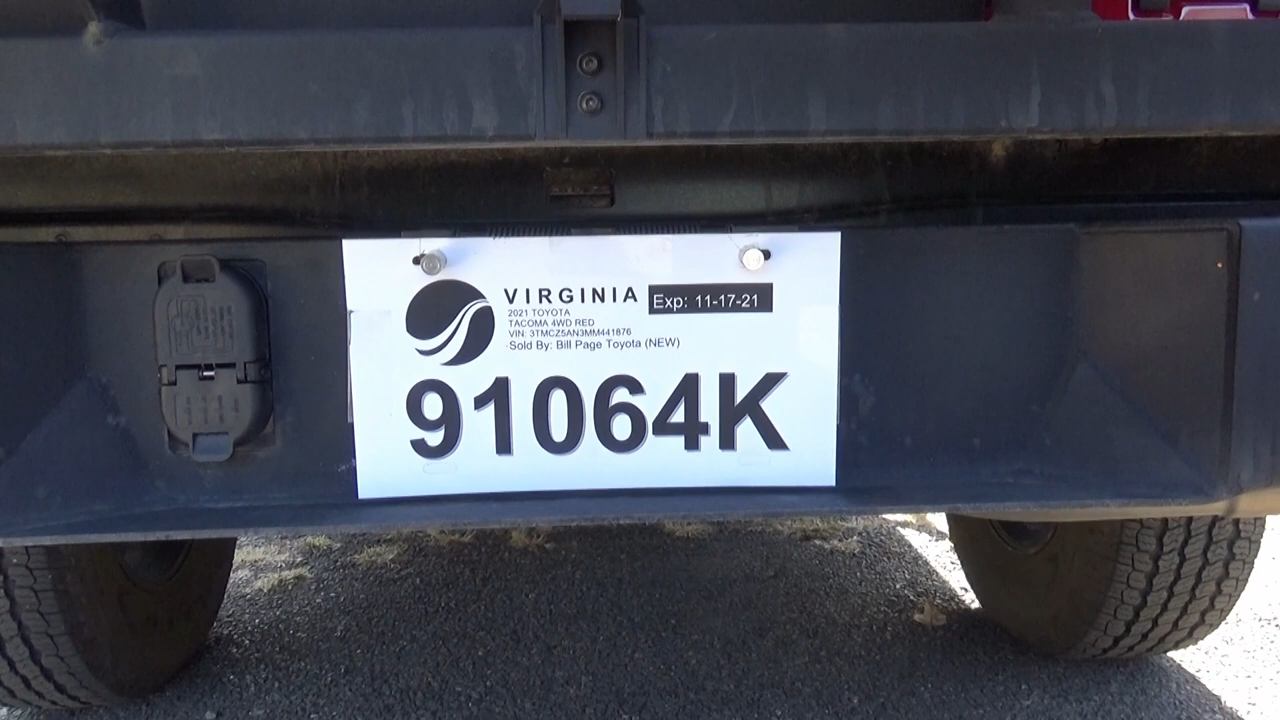 VIRGINIA
Exp: 11-17-21
2021 TOYOTA
TACOMA 4WD RED
VIN: 3TMCZ5AN3MM441876
Sold By: Bill Page Toyota (NEW)
91064K